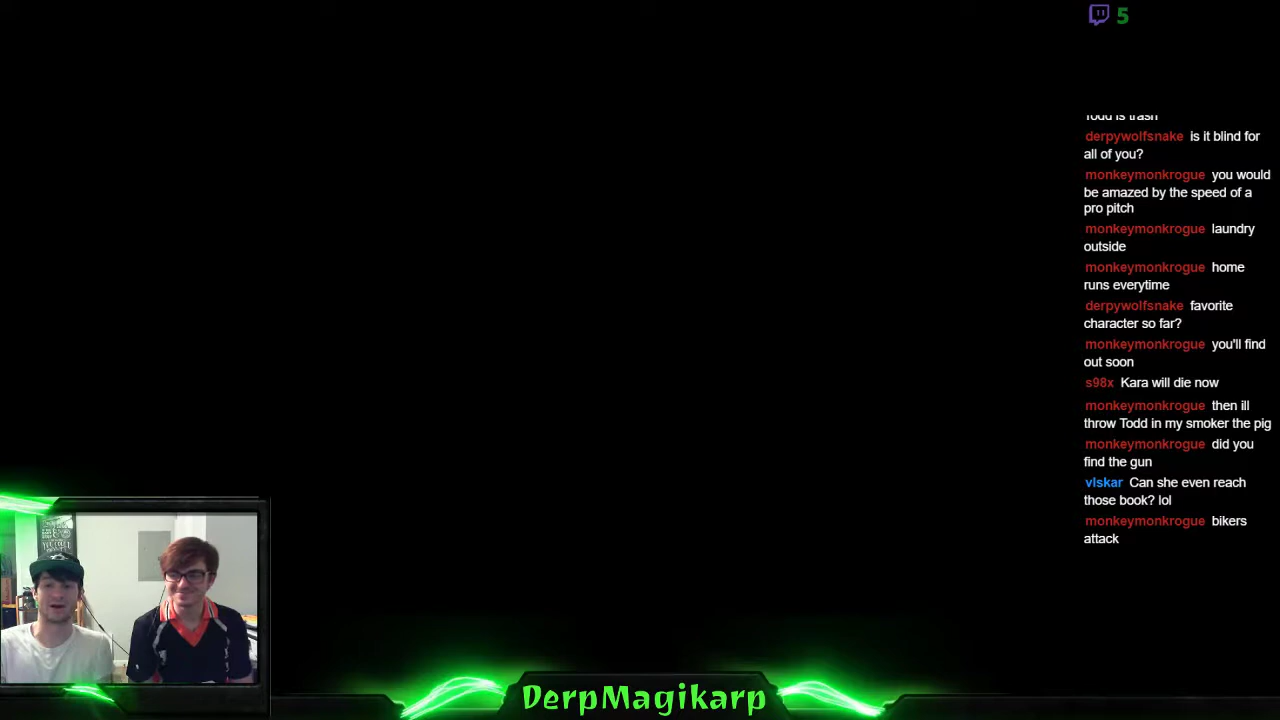 5
Todd is trash
derpywolfsnake is it blind for
all of you?
monkeymonkrogue you would
be amazed by the speed of a
pro pitch
monkeymonkrogue laundry
outside
monkeymonkrogue home
runs everytime
derpywolfsnake favorite
character so far?
monkeymonkrogue you'll find
out soon
s98x Kara will die now
monkeymonkrogue then ill
throw Todd in my smoker the pig
monkeymonkrogue did you
find the gun
vlskar Can she even reach
those book? lol
monkeymonkrogue bikers
attack
DerpMagikarp